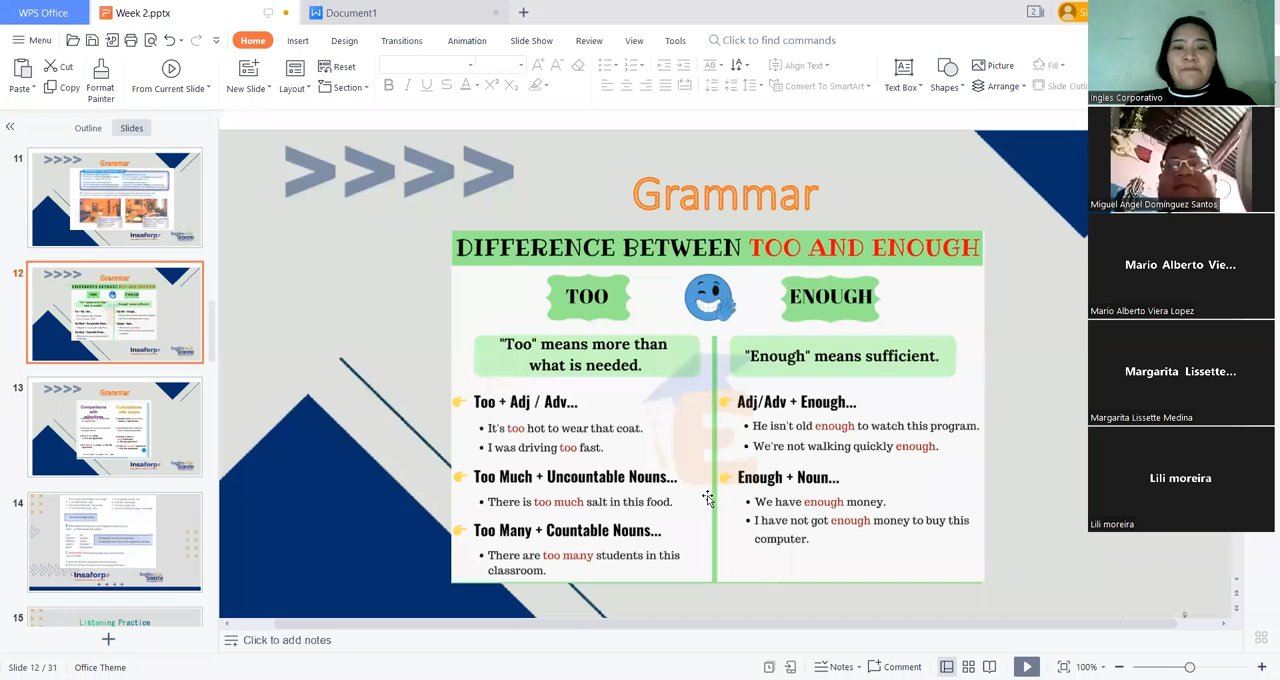 WPS Office
Week 2.pptx
Document1
Menu
Home
Insert
Design
Transitions
Animation
Slide Show
Review
View
Tools
Click to find commands
Paste
Cut
Copy
Format
Painter
From Current Slide
New Slide
Layout
Reset
Section
Align Text
Convert To SmartArt
Text Box
Shapes
Picture
Arrange
Fill
Outline
Slides
11
12
13
14
15
Listening Practice
Grammar
DIFFERENCE BETWEEN TOO AND ENOUGH
TOO
ENOUGH
"Too" means more than
what is needed.
"Enough" means sufficient.
Too + Adj / Adv...
• It's too hot to wear that coat.
• I was driving too fast.
Too Much + Uncountable Nouns...
• There is too much salt in this food.
Too Many + Countable Nouns...
• There are too many students in this
classroom.
Adj/Adv + Enough...
• He isn't old enough to watch this program.
• We're not walking quickly enough.
Enough + Noun...
• We have enough money.
• I have not got enough money to buy this
computer.
Ingles Corporativo
Miguel Angel Domínguez Santos
Mario Alberto Vie...
Mario Alberto Viera Lopez
Margarita Lissette...
Margarita Lissette Medina
Lili moreira
Lili moreira
Click to add notes
Slide 12 / 31
Office Theme
Notes
Comment
100%